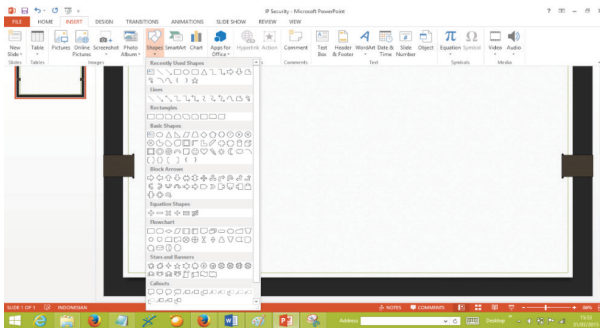 IP Security - Microsoft PowerPoint
FILE HOME INSERT DESIGN TRANSITIONS ANIMATIONS SLIDE SHOW REVIEW VIEW
New Slide Table Pictures Online Pictures Screenshot Photo Album Shapes SmartArt Chart Apps for Office Hyperlink Action Comment Text Box Header & Footer WordArt Date & Time Slide Number Object Equation Symbol Video Audio
Slides Tables Images Comments Text Symbols Media
Recently Used Shapes
Lines
Rectangles
Basic Shapes
Block Arrows
Equation Shapes
Flowchart
Stars and Banners
Callouts
SLIDE 1 OF 1 INDONESIAN NOTES COMMENTS
Address Desktop